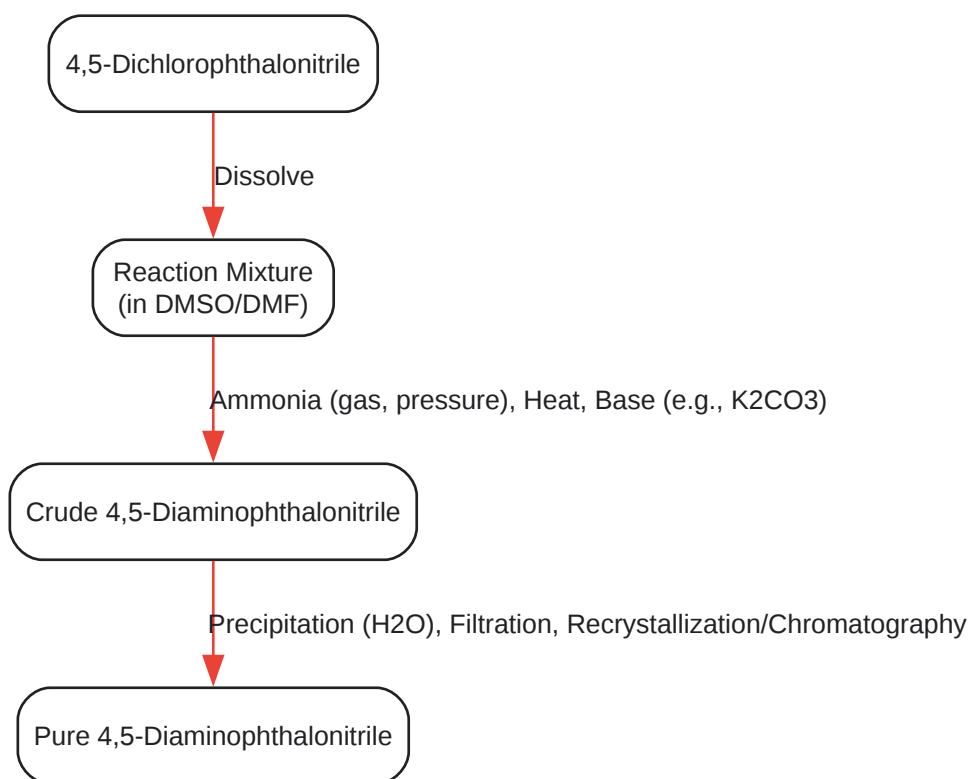 4,5-Dichlorophthalonitrile
Dissolve
Reaction Mixture
(in DMSO/DMF)
Ammonia (gas, pressure), Heat, Base (e.g., K2CO3)
Crude 4,5-Diaminophthalonitrile
Precipitation (H2O), Filtration, Recrystallization/Chromatography
Pure 4,5-Diaminophthalonitrile